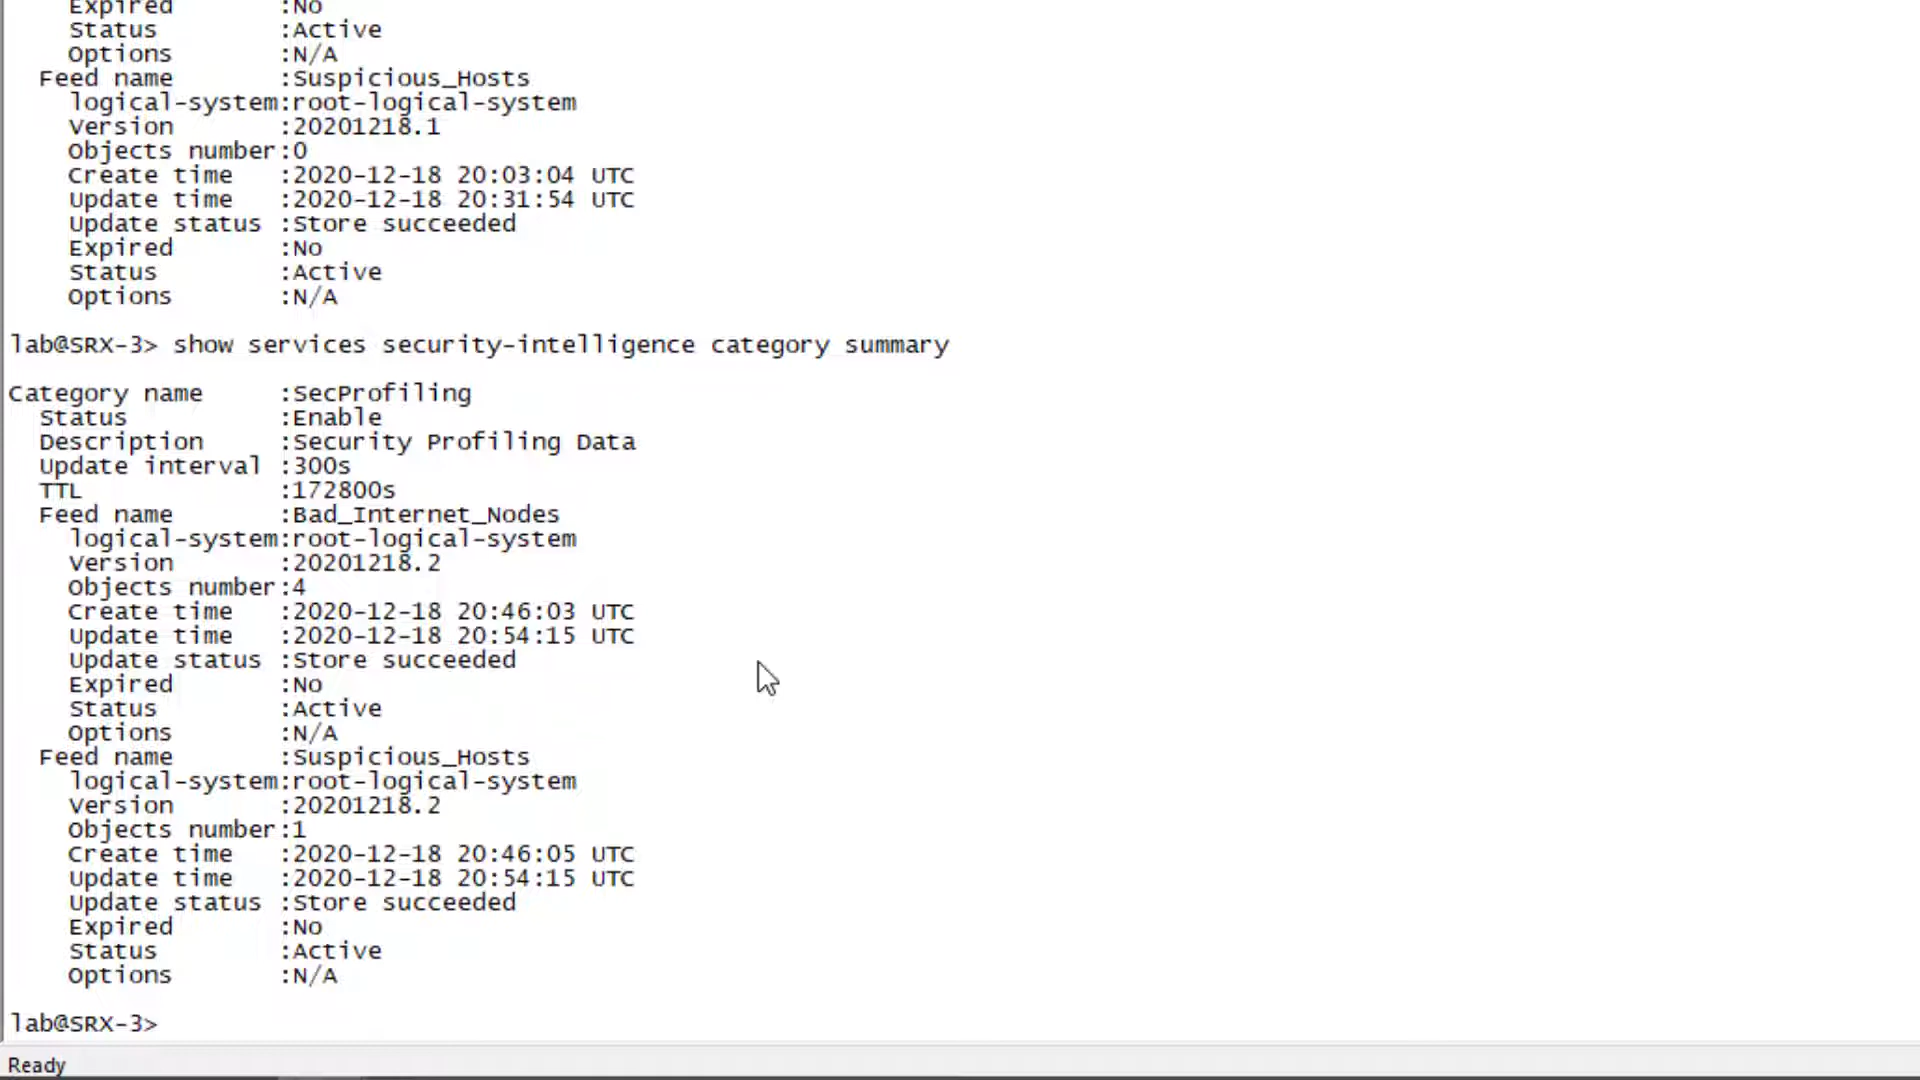 Expired :No
Status :Active
Options :N/A
Feed name :Suspicious_Hosts
logical-system:root-logical-system
Version :20201218.1
Objects number:0
Create time :2020-12-18 20:03:04 UTC
Update time :2020-12-18 20:31:54 UTC
Update status :Store succeeded
Expired :No
Status :Active
Options :N/A
lab@SRX-3> show services security-intelligence category summary
Category name :SecProfiling
Status :Enable
Description :Security Profiling Data
Update interval :300s
TTL :172800s
Feed name :Bad_Internet_Nodes
logical-system:root-logical-system
Version :20201218.2
Objects number:4
Create time :2020-12-18 20:46:03 UTC
Update time :2020-12-18 20:54:15 UTC
Update status :Store succeeded
Expired :No
Status :Active
Options :N/A
Feed name :Suspicious_Hosts
logical-system:root-logical-system
Version :20201218.2
Objects number:1
Create time :2020-12-18 20:46:05 UTC
Update time :2020-12-18 20:54:15 UTC
Update status :Store succeeded
Expired :No
Status :Active
Options :N/A
lab@SRX-3>
Ready